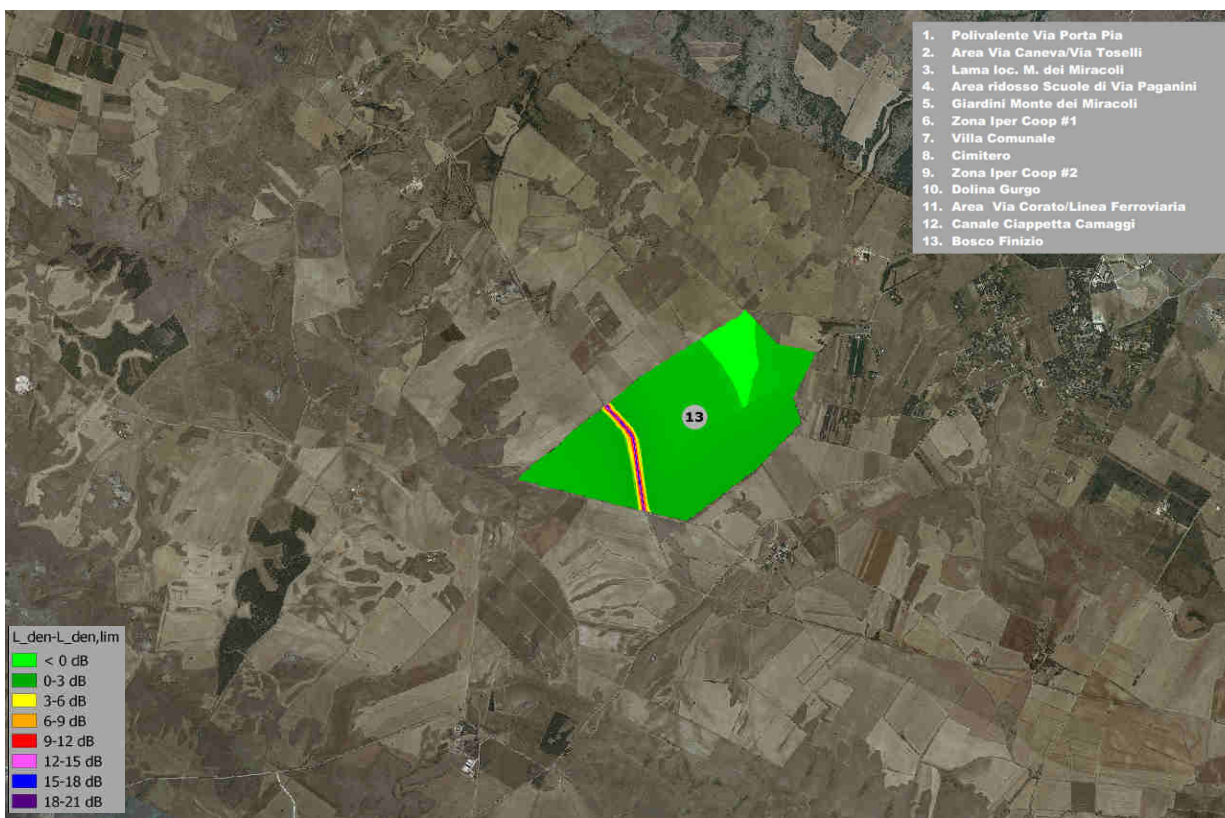 1. Polivalente Via Porta Pia
2. Area Via Caneva/Via Toselli
3. Lama loc. M. dei Miracoli
4. Area ridosso Scuole di Via Paganini
5. Giardini Monte dei Miracoli
6. Zona Iper Coop #1
7. Villa Comunale
8. Cimitero
9. Zona Iper Coop #2
10. Dolina Gurgo
11. Area Via Corato/Linea Ferroviaria
12. Canale Ciappetta Camaggi
13. Bosco Finizio
13
L_den-L_den,lim
< 0 dB
0-3 dB
3-6 dB
6-9 dB
9-12 dB
12-15 dB
15-18 dB
18-21 dB